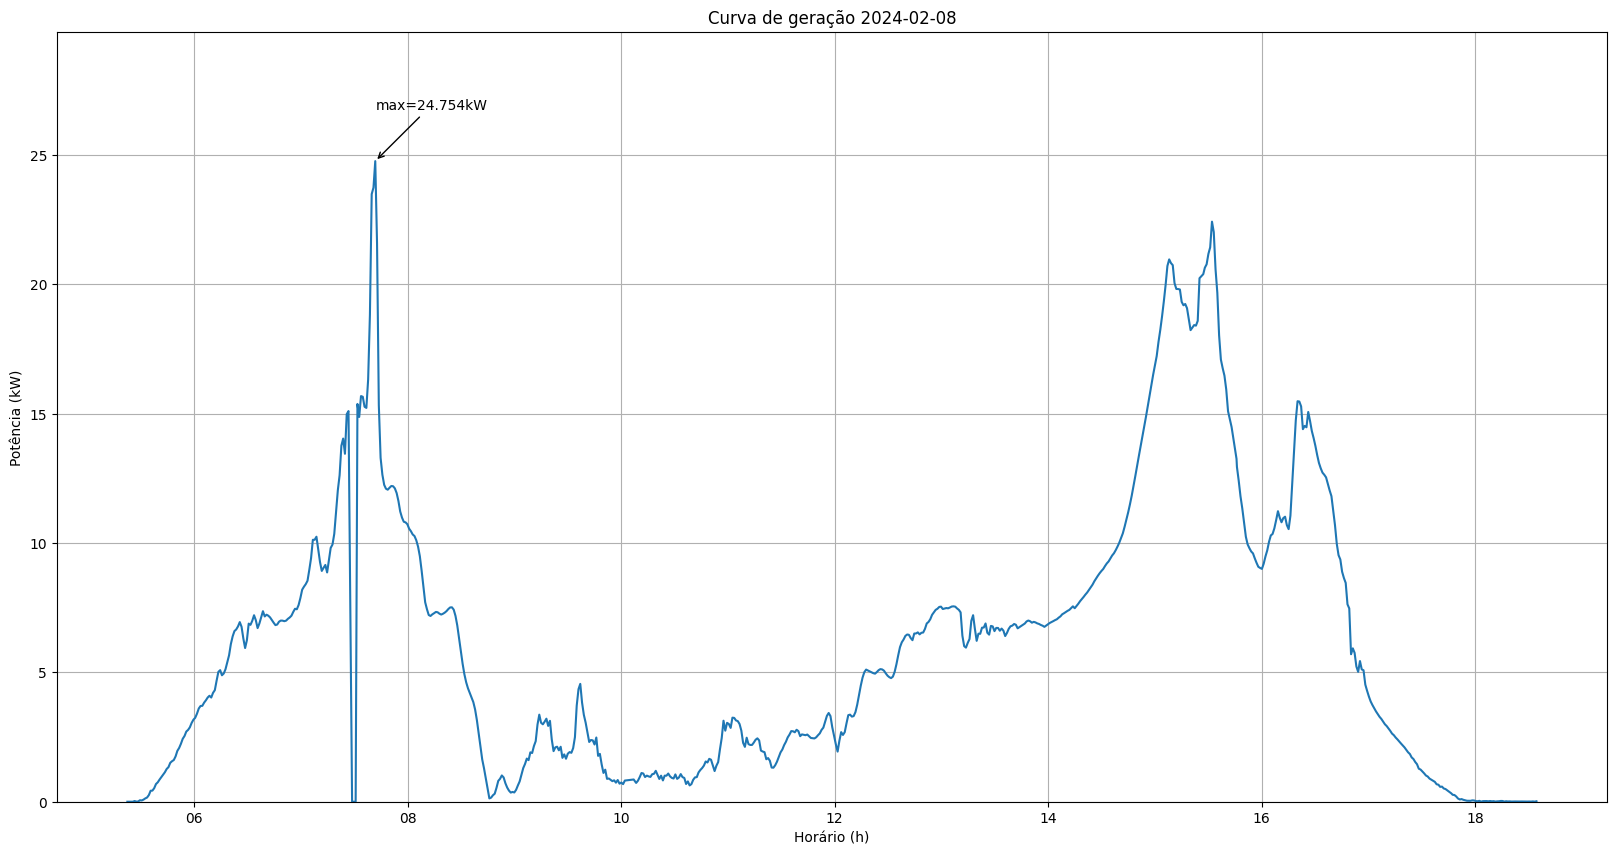 Curva de geração 2024-02-08
max=24.754kW
Potência (kW)
25
20
15
10
5
0
06 08 10 12 14 16 18
Horário (h)